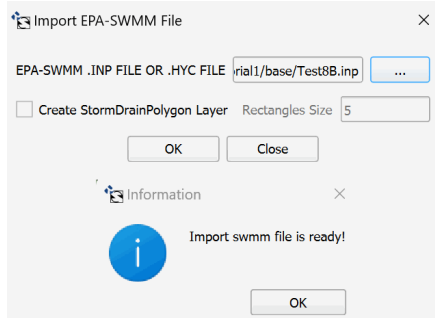 Import EPA-SWMM File
EPA-SWMM .INP FILE OR .HYC FILE rial1/base/Test8B.inp ...
Create StormDrainPolygon Layer Rectangles Size 5
OK Close
Information
Import swmm file is ready!
OK